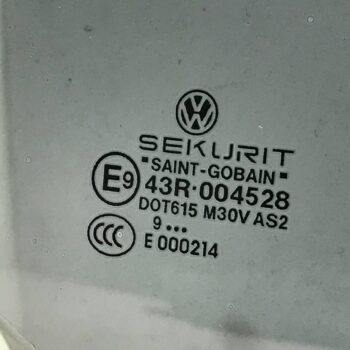 SEKURIT
SAINT-GOBAIN
E9 43R-004528
DOT615 M30V AS2
9...
CCC E 000214